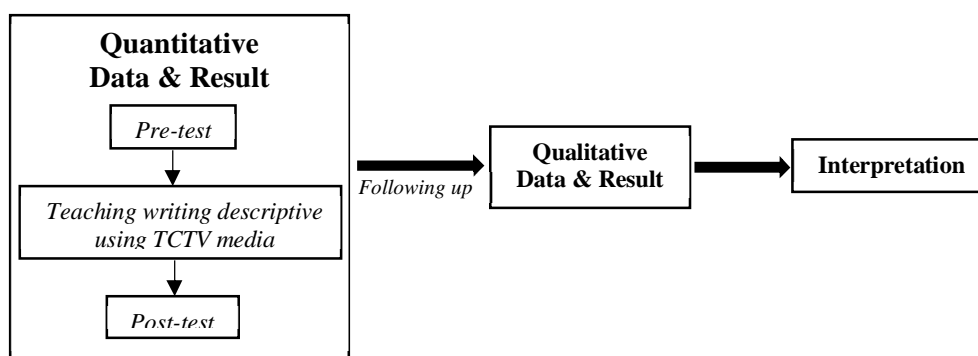 Quantitative
Data & Result
Pre-test
Teaching writing descriptive
using TCTV media
Post-test
Following up
Qualitative
Data & Result
Interpretation